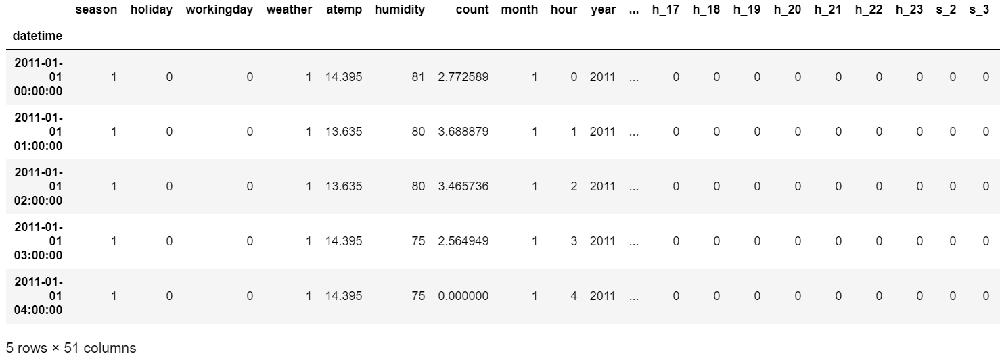 season holiday workingday weather atemp humidity count month hour year ... h_17 h_18 h_19 h_20 h_21 h_22 h_23 s_2 s_3
datetime
2011-01-
01
00:00:00 1 0 0 1 14.395 81 2.772589 1 0 2011 ... 0 0 0 0 0 0 0 0 0
2011-01-
01
01:00:00 1 0 0 1 13.635 80 3.688879 1 1 2011 ... 0 0 0 0 0 0 0 0 0
2011-01-
01
02:00:00 1 0 0 1 13.635 80 3.465736 1 2 2011 ... 0 0 0 0 0 0 0 0 0
2011-01-
01
03:00:00 1 0 0 1 14.395 75 2.564949 1 3 2011 ... 0 0 0 0 0 0 0 0 0
2011-01-
01
04:00:00 1 0 0 1 14.395 75 0.000000 1 4 2011 ... 0 0 0 0 0 0 0 0 0
5 rows × 51 columns